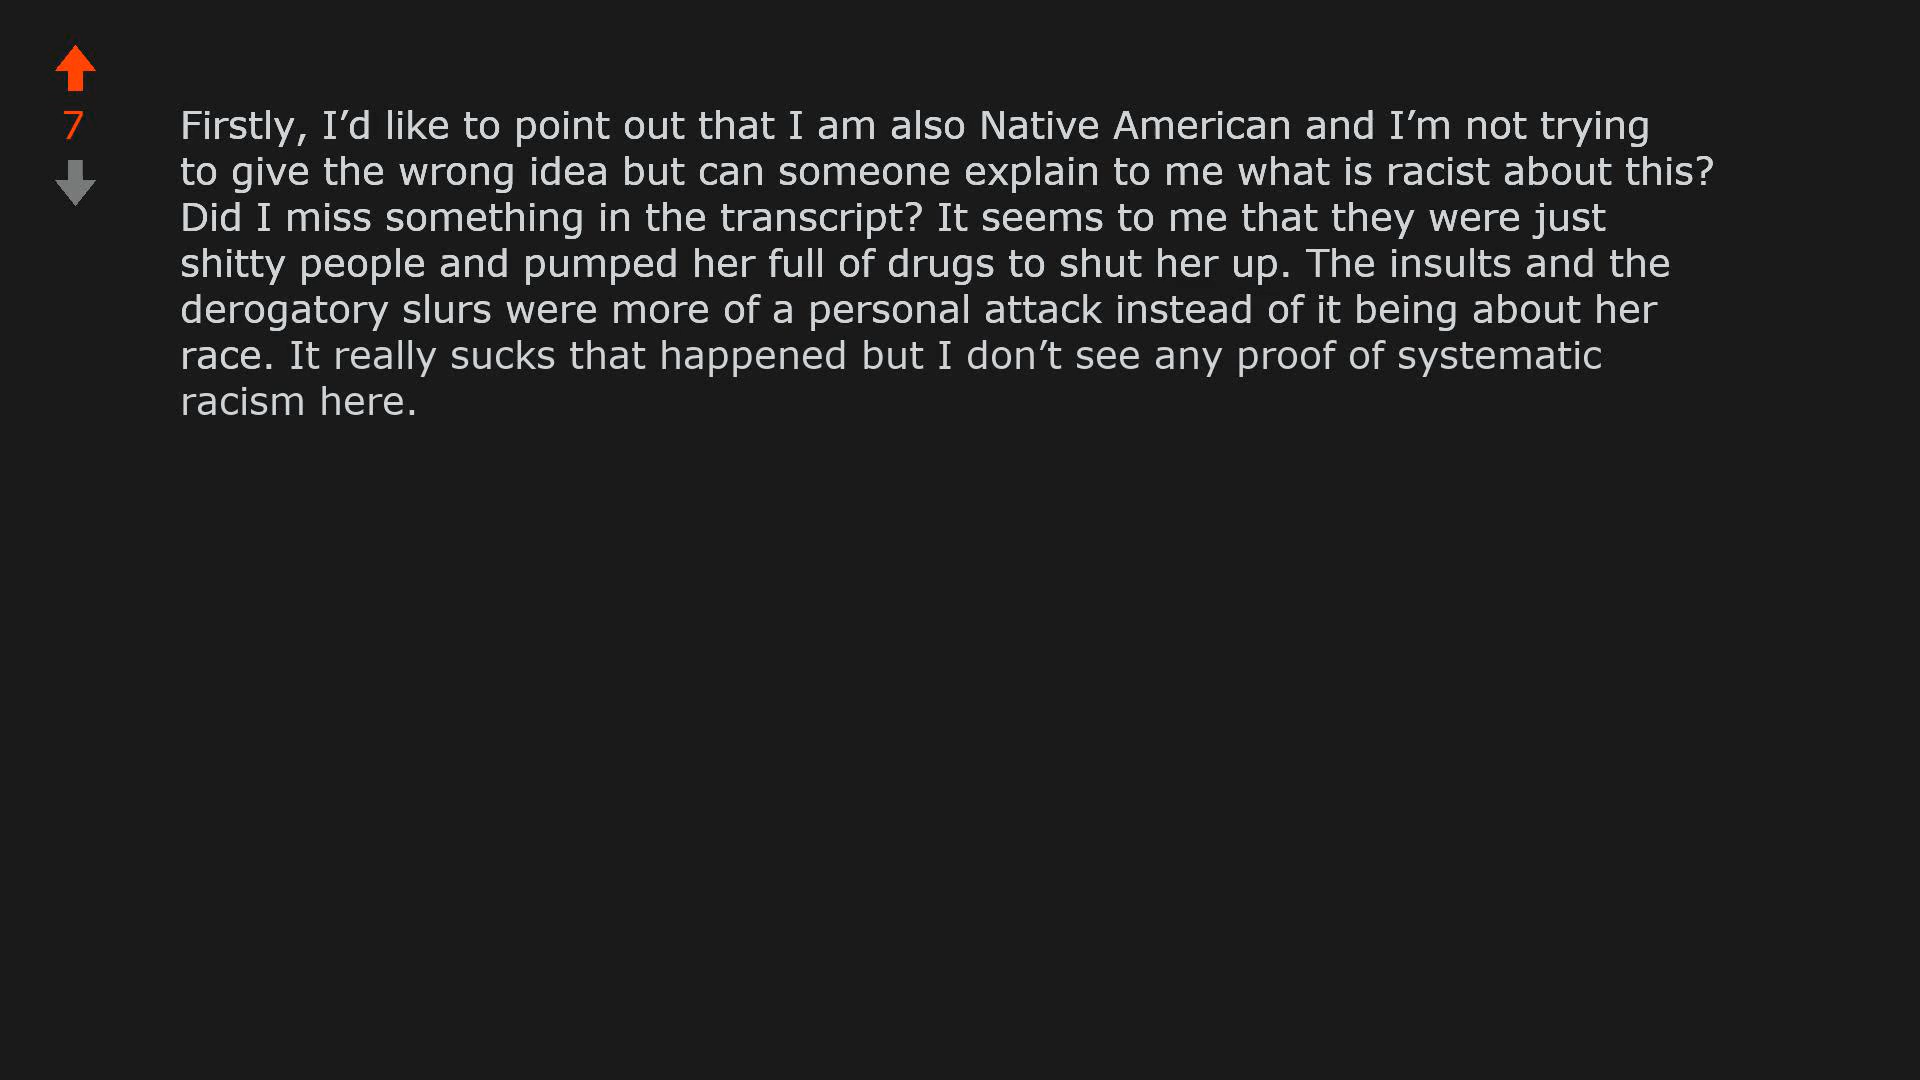 7
Firstly, I’d like to point out that I am also Native American and I’m not trying
to give the wrong idea but can someone explain to me what is racist about this?
Did I miss something in the transcript? It seems to me that they were just
shitty people and pumped her full of drugs to shut her up. The insults and the
derogatory slurs were more of a personal attack instead of it being about her
race. It really sucks that happened but I don’t see any proof of systematic
racism here.